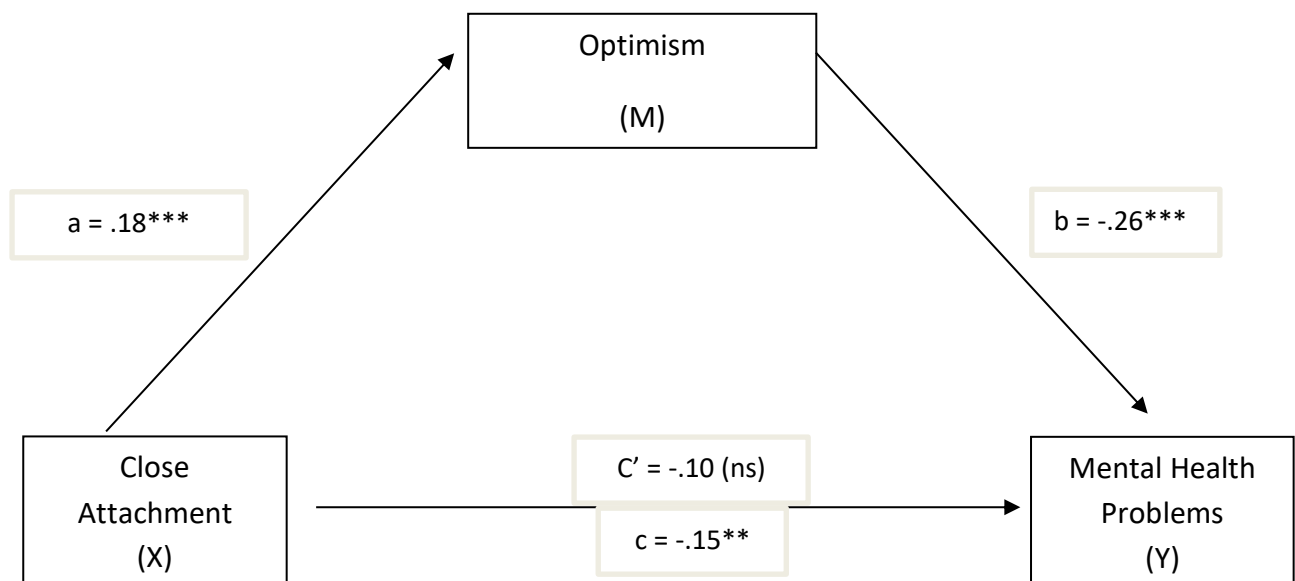 Optimism
(M)
a = .18***
b = -.26***
Close
Attachment
(X)
C’ = -.10 (ns)
c = -.15**
Mental Health
Problems
(Y)